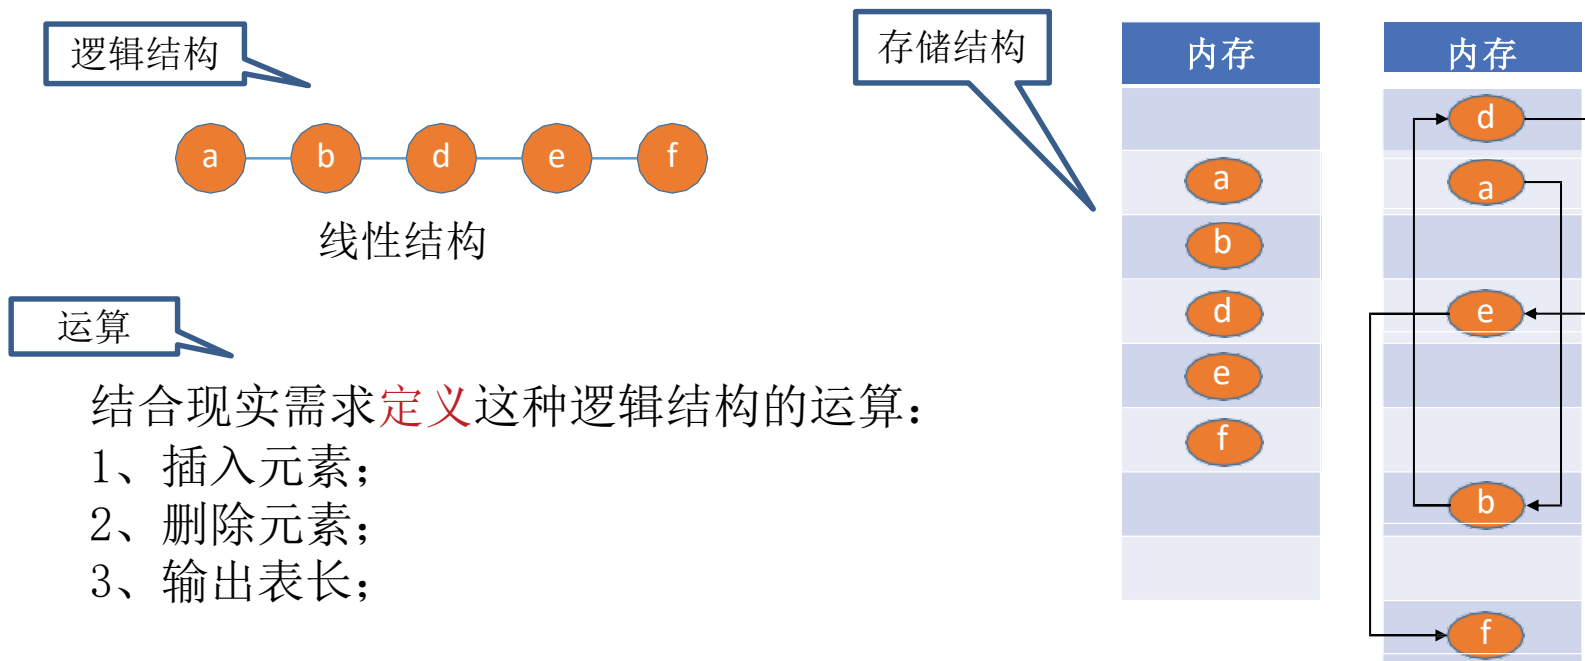 逻辑结构
a b d e f
线性结构
运算
结合现实需求定义这种逻辑结构的运算：
1、插入元素；
2、删除元素；
3、输出表长；
存储结构
内存
a
b
d
e
f
内存
d
a
e
b
f